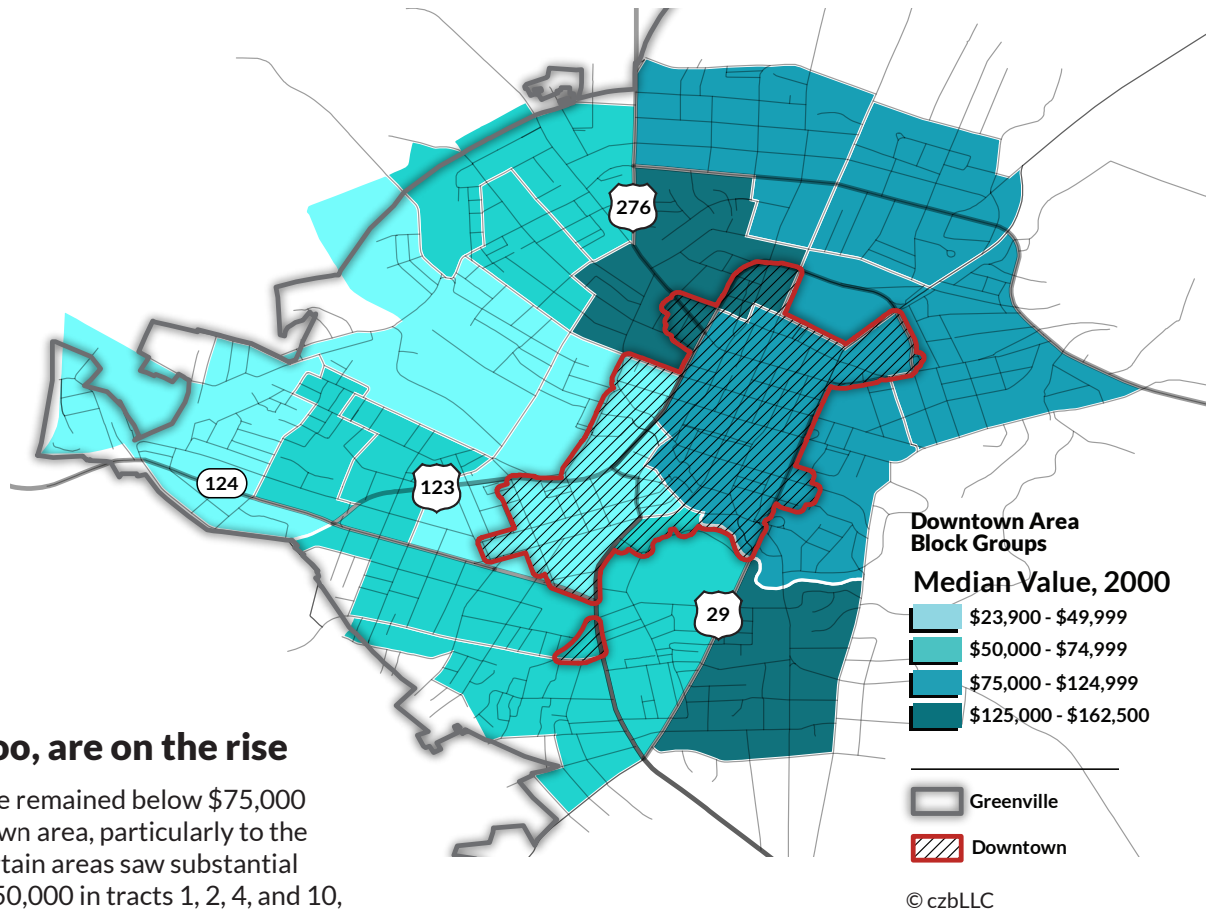 276
124
123
29
Downtown Area
Block Groups
Median Value, 2000
$23,900 - $49,999
$50,000 - $74,999
$75,000 - $124,999
$125,000 - $162,500
Greenville
Downtown
© czbLLC
oo, are on the rise
e remained below $75,000
wn area, particularly to the
rtain areas saw substantial
50,000 in tracts 1, 2, 4, and 10,